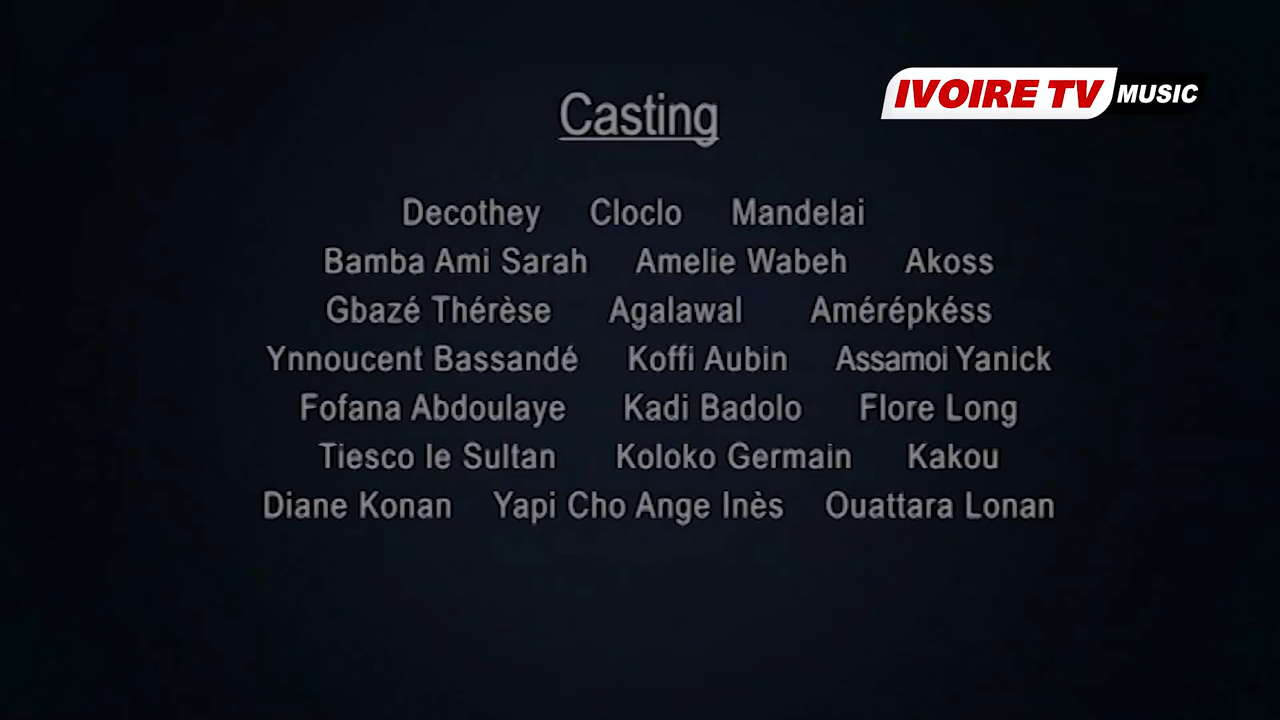 IVOIRE TV MUSIC
Casting
Decothey Cloclo Mandelai
Bamba Ami Sarah Amelie Wabeh Akoss
Gbazé Thérèse Agalawal Amérépkéss
Ynnoucent Bassandé Koffi Aubin Assamoi Yanick
Fofana Abdoulaye Kadi Badolo Flore Long
Tiesco le Sultan Koloko Germain Kakou
Diane Konan Yapi Cho Ange Inès Ouattara Lonan